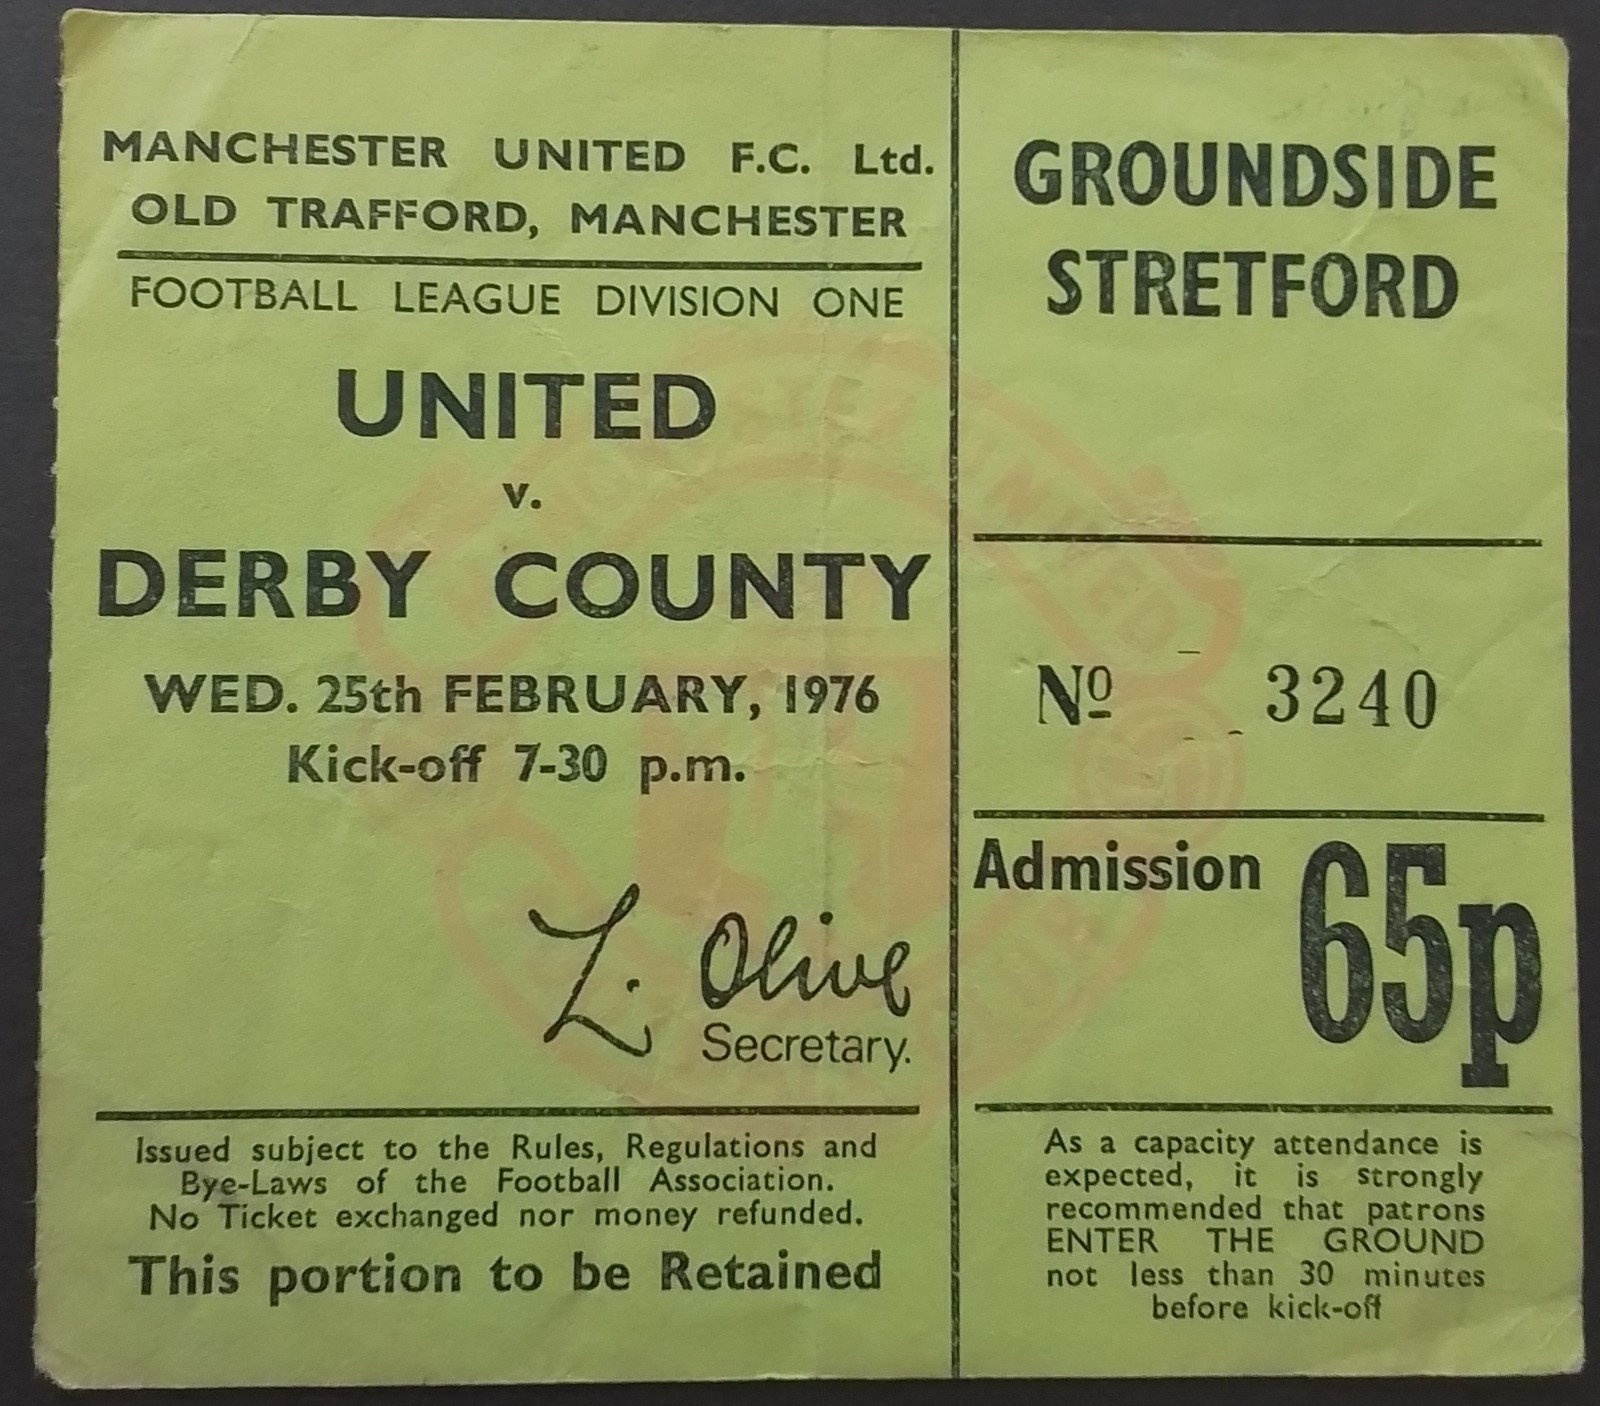 MANCHESTER UNITED F.C. Ltd.
OLD TRAFFORD, MANCHESTER
FOOTBALL LEAGUE DIVISION ONE
UNITED
v.
DERBY COUNTY
WED. 25th FEBRUARY, 1976
Kick-off 7-30 p.m.
L. Olive
Secretary.
Issued subject to the Rules, Regulations and
Bye-Laws of the Football Association.
No Ticket exchanged nor money refunded.
This portion to be Retained
GROUNDSIDE
STRETFORD
Nº 3240
Admission 65p
As a capacity attendance is
expected, it is strongly
recommended that patrons
ENTER THE GROUND
not less than 30 minutes
before kick-off